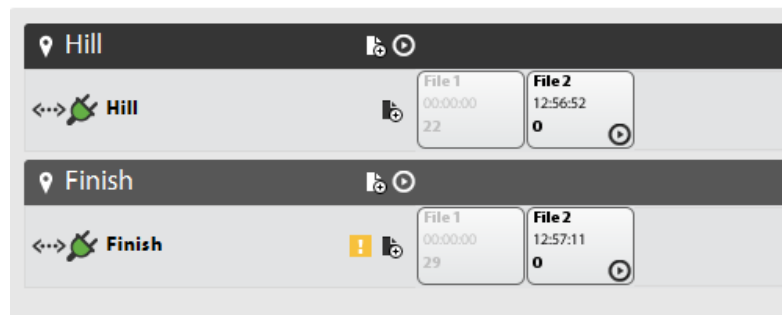 Hill
Hill
File 1
00:00:00
22
File 2
12:56:52
0
Finish
Finish
!
File 1
00:00:00
29
File 2
12:57:11
0